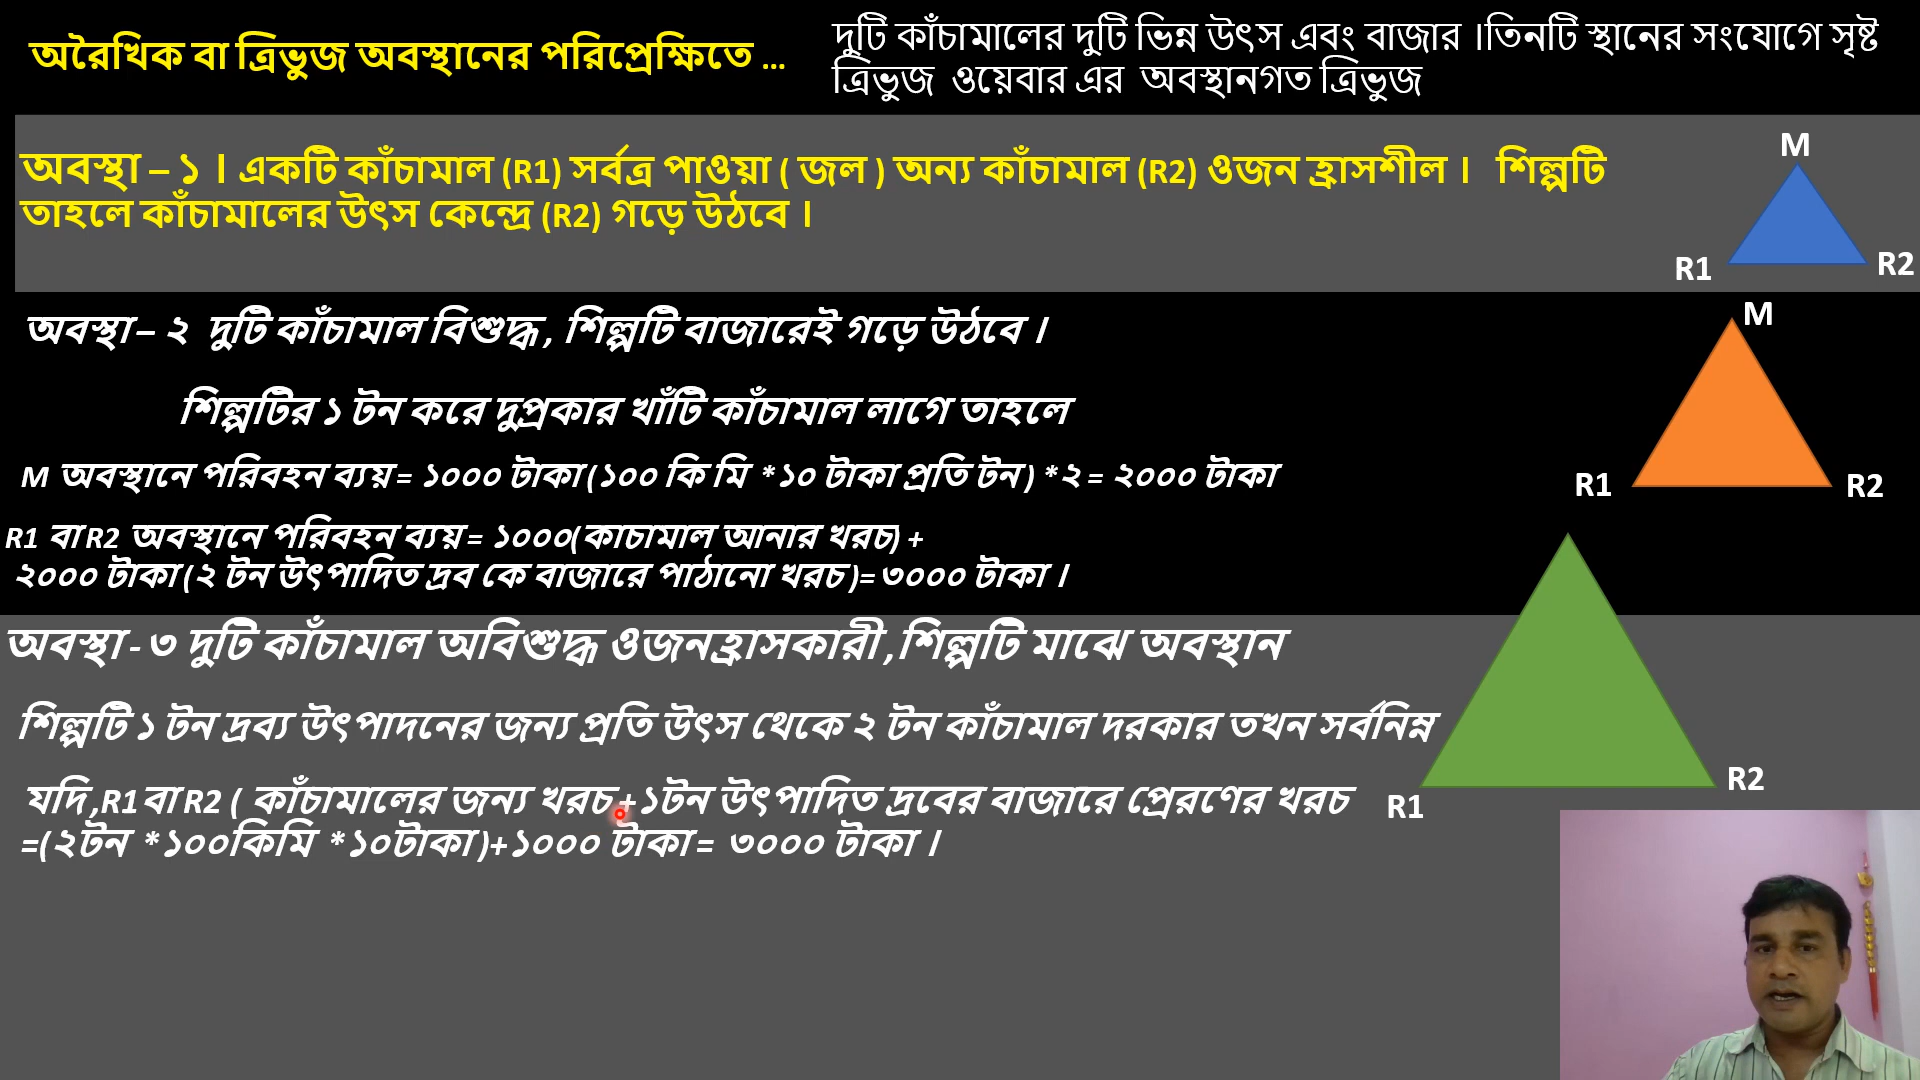 অরৈখিক বা ত্রিভুজ অবস্থানের পরিপ্রেক্ষিতে ...
দুটি কাঁচামালের দুটি ভিন্ন উৎস এবং বাজার ।তিনটি স্থানের সংযোগে সৃষ্ট
ত্রিভুজ ওয়েবার এর অবস্থানগত ত্রিভুজ
অবস্থা – ১ । একটি কাঁচামাল (R1) সর্বত্র পাওয়া ( জল ) অন্য কাঁচামাল (R2) ওজন হ্রাসশীল । শিল্পটি
তাহলে কাঁচামালের উৎস কেন্দ্রে (R2) গড়ে উঠবে ।
M
R1
R2
অবস্থা – ২ দুটি কাঁচামাল বিশুদ্ধ , শিল্পটি বাজারেই গড়ে উঠবে ।
শিল্পটির ১ টন করে দুপ্রকার খাঁটি কাঁচামাল লাগে তাহলে
M অবস্থানে পরিবহন ব্যয় = ১০০০ টাকা (১০০ কি মি *১০ টাকা প্রতি টন ) *২ = ২০০০ টাকা
R1 বা R2 অবস্থানে পরিবহন ব্যয় = ১০০০(কাচামাল আনার খরচ) +
২০০০ টাকা (২ টন উৎপাদিত দ্রব কে বাজারে পাঠানো খরচ )=৩০০০ টাকা ।
M
R1
R2
অবস্থা -৩ দুটি কাঁচামাল অবিশুদ্ধ ওজনহ্রাসকারী ,শিল্পটি মাঝে অবস্থান
শিল্পটি ১ টন দ্রব্য উৎপাদনের জন্য প্রতি উৎস থেকে ২ টন কাঁচামাল দরকার তখন সর্বনিম্ন
যদি ,R1 বা R2 ( কাঁচামালের জন্য খরচ +১টন উৎপাদিত দ্রবের বাজারে প্রেরণের খরচ
=(২টন *১০০কিমি *১০টাকা )+১০০০ টাকা = ৩০০০ টাকা ।
R1
R2